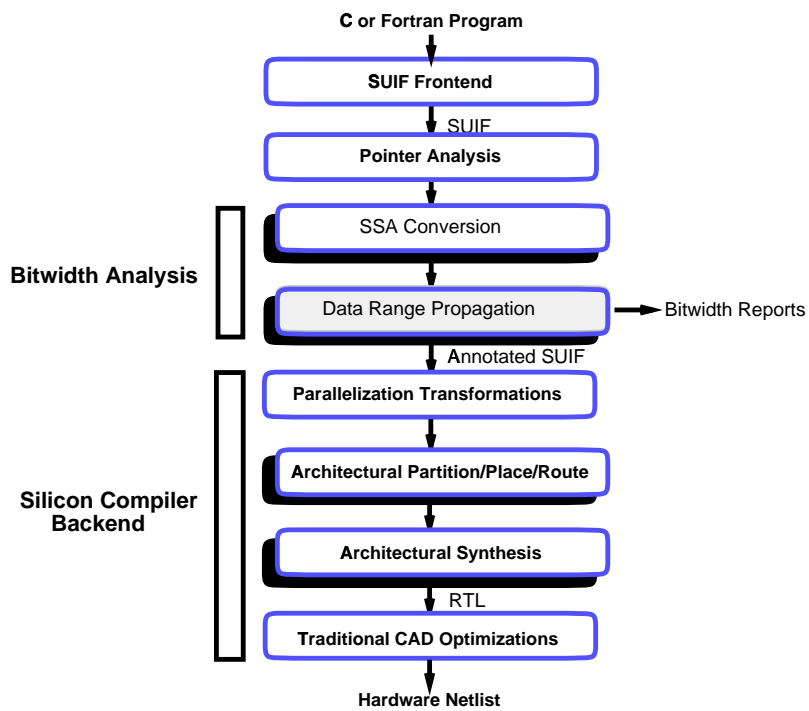 C or Fortran Program
SUIF Frontend
SUIF
Pointer Analysis
SSA Conversion
Bitwidth Analysis
Data Range Propagation
Bitwidth Reports
Annotated SUIF
Parallelization Transformations
Architectural Partition/Place/Route
Silicon Compiler
Backend
Architectural Synthesis
RTL
Traditional CAD Optimizations
Hardware Netlist